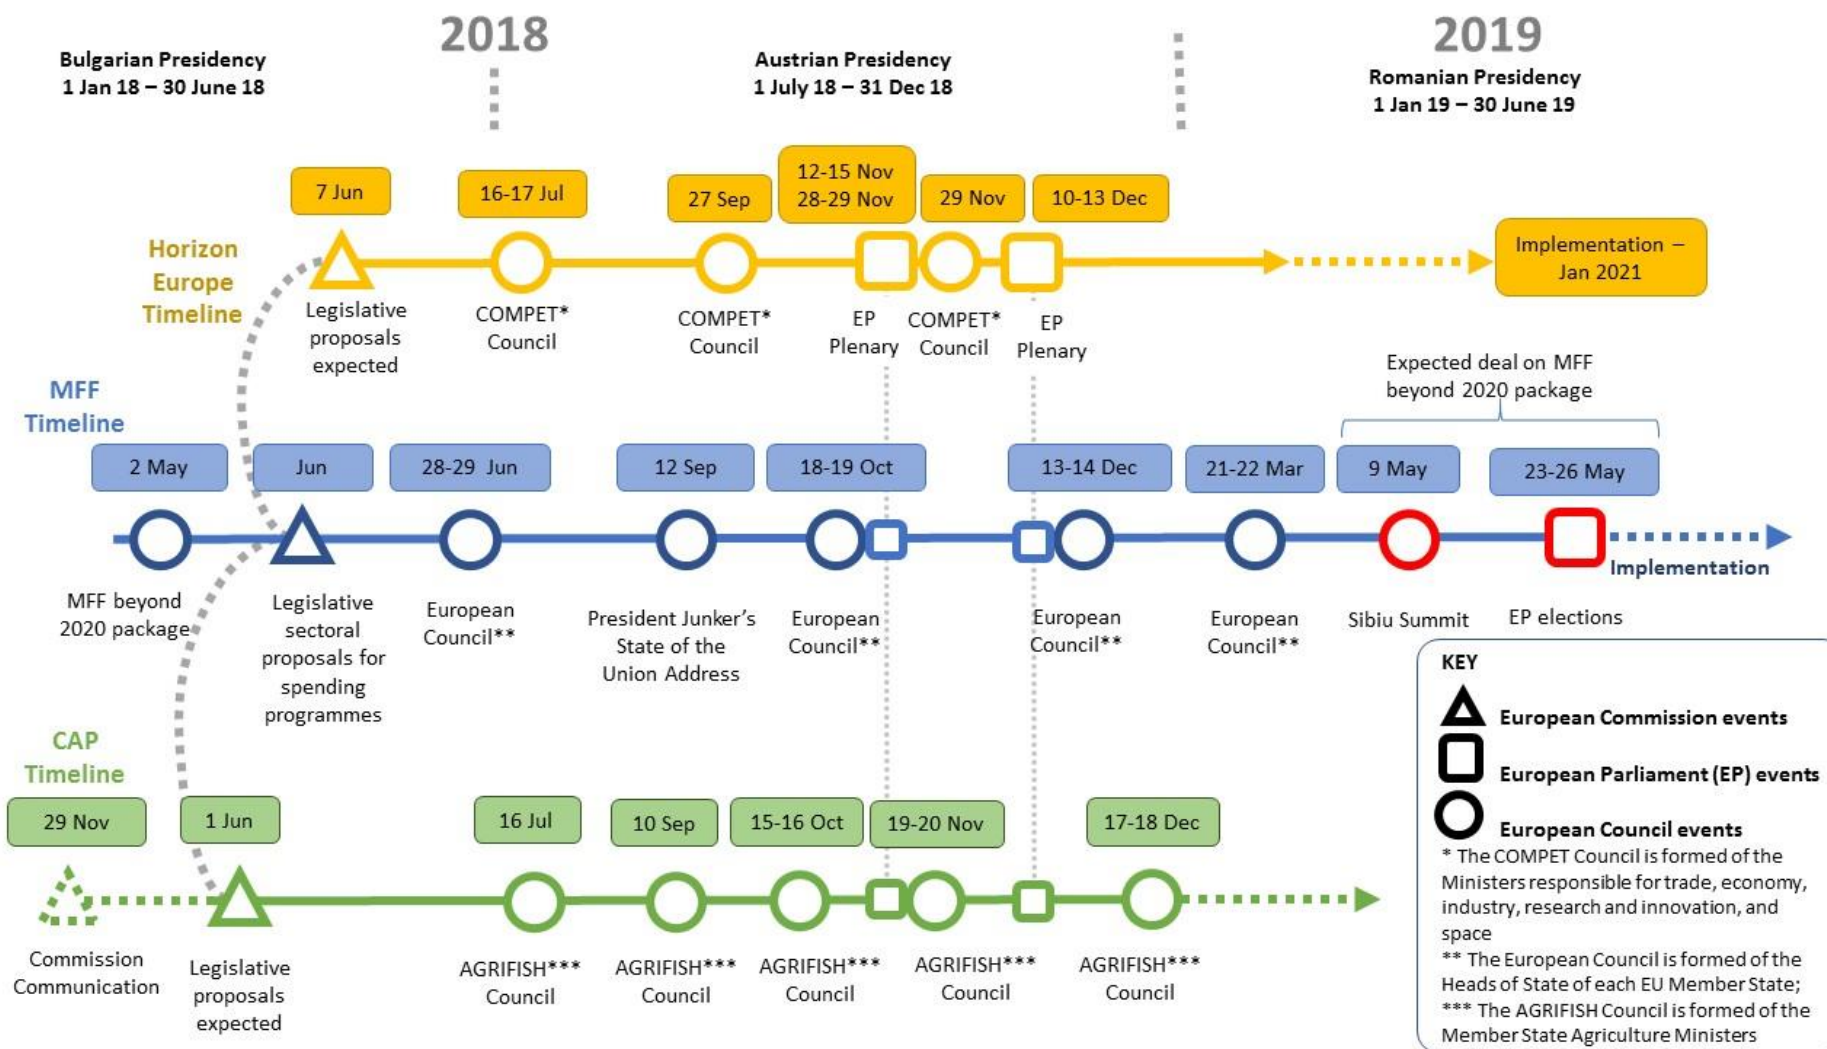 2018
2019
Bulgarian Presidency
1 Jan 18 – 30 June 18
Austrian Presidency
1 July 18 – 31 Dec 18
Romanian Presidency
1 Jan 19 – 30 June 19
Horizon
Europe
Timeline
7 Jun
16-17 Jul
27 Sep
12-15 Nov
28-29 Nov
29 Nov
10-13 Dec
Implementation –
Jan 2021
Legislative
proposals
expected
COMPET*
Council
COMPET*
Council
EP
Plenary
COMPET*
Council
EP
Plenary
Expected deal on MFF
beyond 2020 package
MFF
Timeline
2 May
Jun
28-29 Jun
12 Sep
18-19 Oct
13-14 Dec
21-22 Mar
9 May
23-26 May
Implementation
MFF beyond
2020 package
Legislative
sectoral
proposals for
spending
programmes
European
Council**
President Junker’s
State of the
Union Address
European
Council**
European
Council**
European
Council**
Sibiu Summit
EP elections
CAP
Timeline
29 Nov
1 Jun
16 Jul
10 Sep
15-16 Oct
19-20 Nov
17-18 Dec
Commission
Communication
Legislative
proposals
expected
AGRIFISH***
Council
AGRIFISH***
Council
AGRIFISH***
Council
AGRIFISH***
Council
AGRIFISH***
Council
KEY
European Commission events
European Parliament (EP) events
European Council events
* The COMPET Council is formed of the
Ministers responsible for trade, economy,
industry, research and innovation, and
space
** The European Council is formed of the
Heads of State of each EU Member State;
*** The AGRIFISH Council is formed of the
Member State Agriculture Ministers